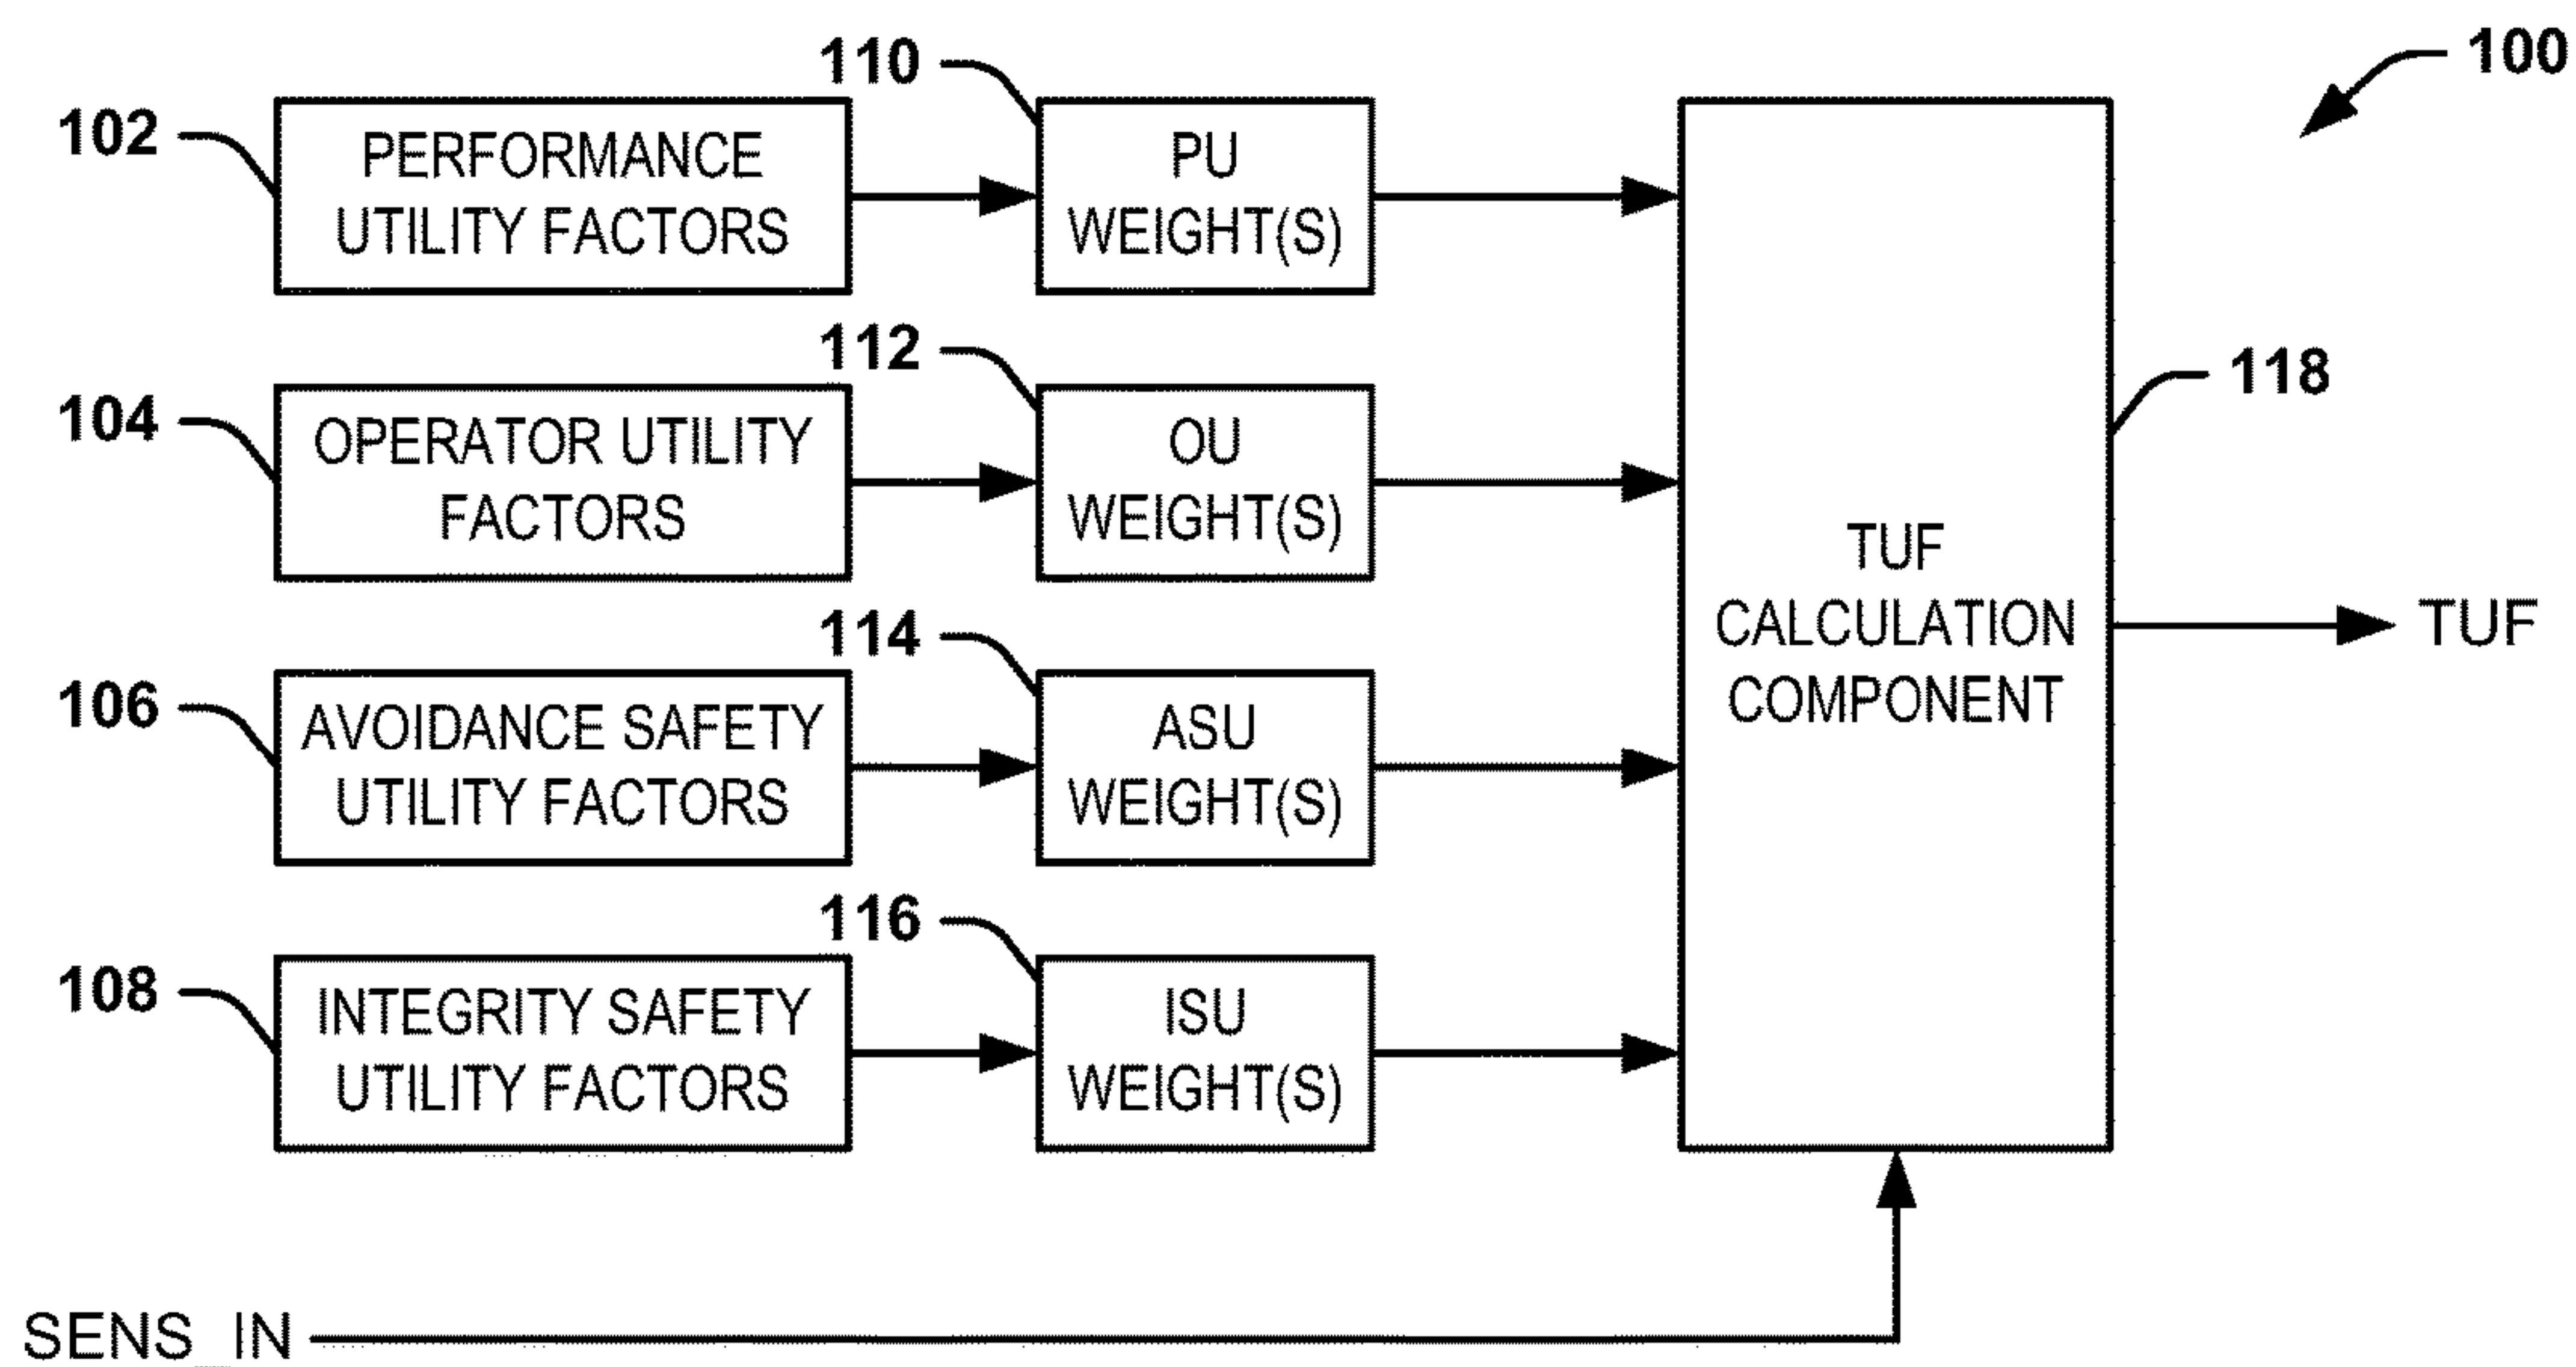 100
110
102
PERFORMANCE
UTILITY FACTORS
PU
WEIGHT(S)
112
118
104
OPERATOR UTILITY
FACTORS
OU
WEIGHT(S)
TUF
CALCULATION
COMPONENT
TUF
114
106
AVOIDANCE SAFETY
UTILITY FACTORS
ASU
WEIGHT(S)
116
108
INTEGRITY SAFETY
UTILITY FACTORS
ISU
WEIGHT(S)
SENS_IN